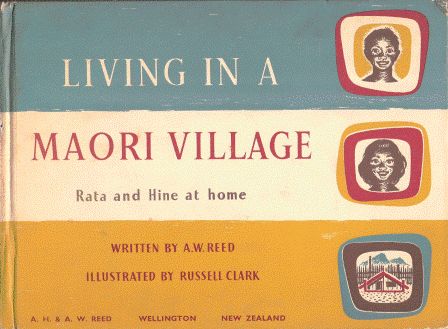 LIVING IN A
MAORI VILLAGE
Rata and Hine at home
WRITTEN BY A.W. REED
ILLUSTRATED BY RUSSELL CLARK
A. H. & A. W. REED WELLINGTON NEW ZEALAND